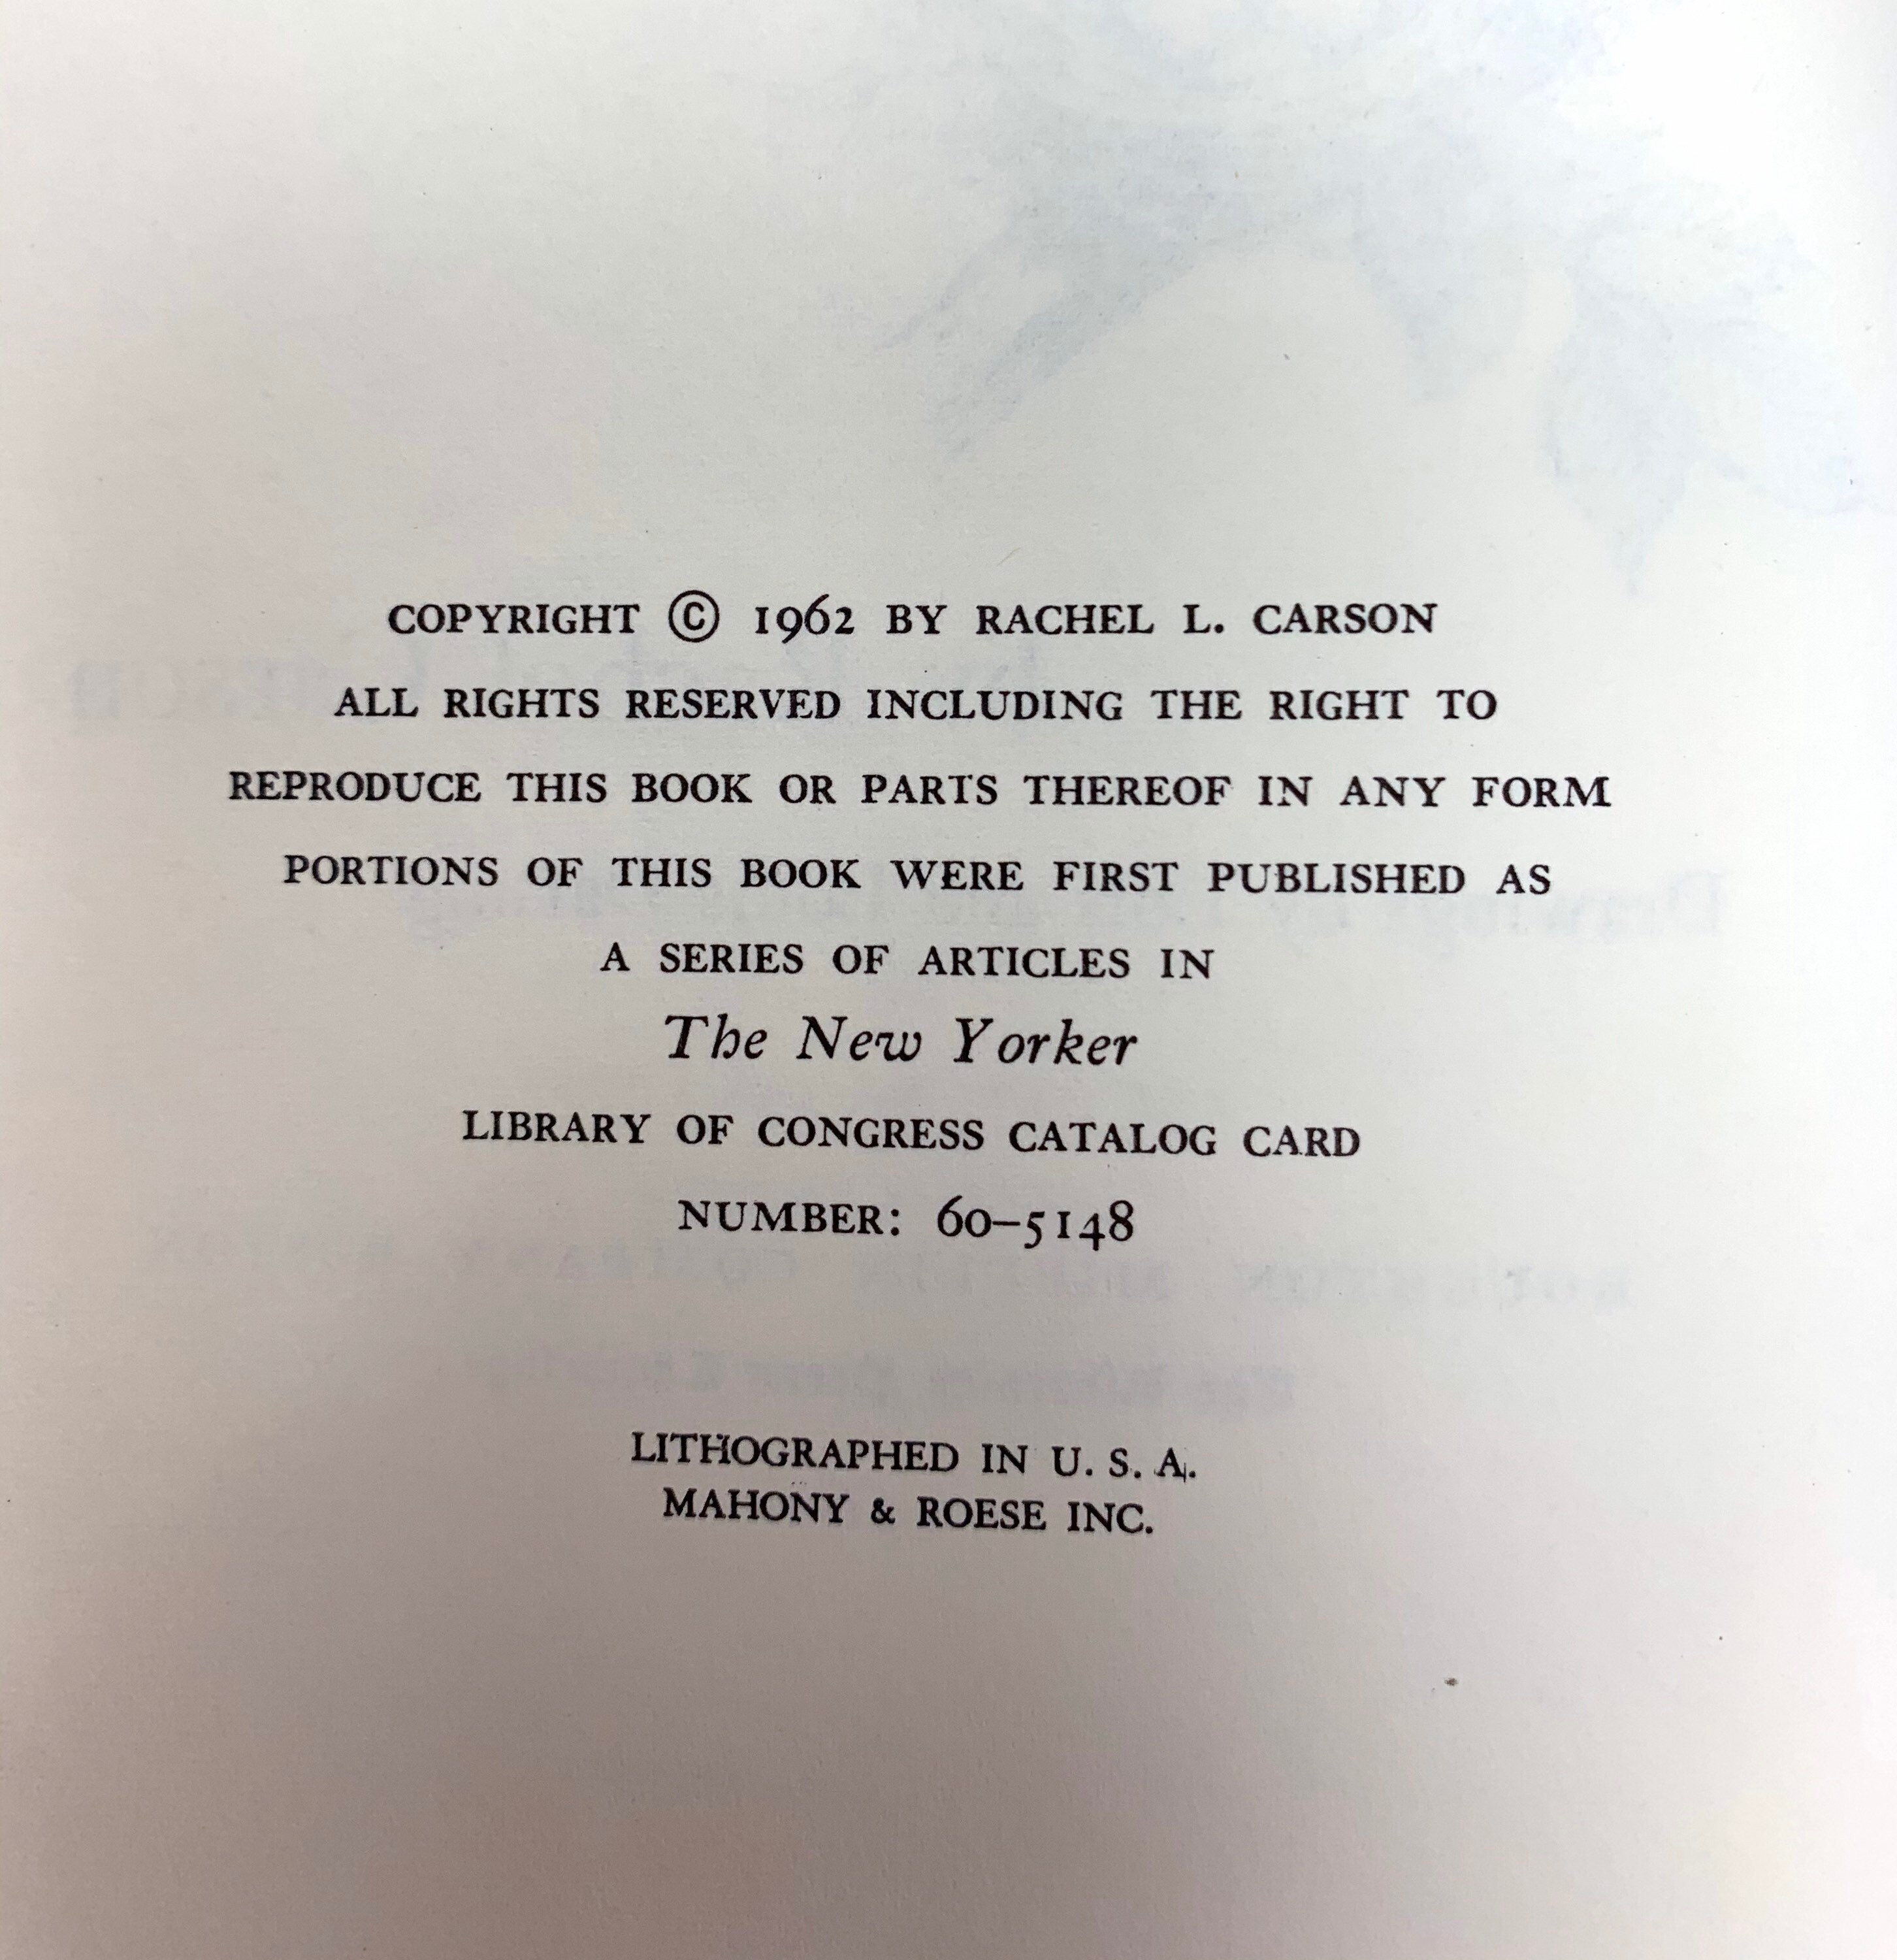 COPYRIGHT © 1962 BY RACHEL L. CARSON
ALL RIGHTS RESERVED INCLUDING THE RIGHT TO
REPRODUCE THIS BOOK OR PARTS THEREOF IN ANY FORM
PORTIONS OF THIS BOOK WERE FIRST PUBLISHED AS
A SERIES OF ARTICLES IN
The New Yorker
LIBRARY OF CONGRESS CATALOG CARD
NUMBER: 60–5148
LITHOGRAPHED IN U. S. A.
MAHONY & ROESE INC.